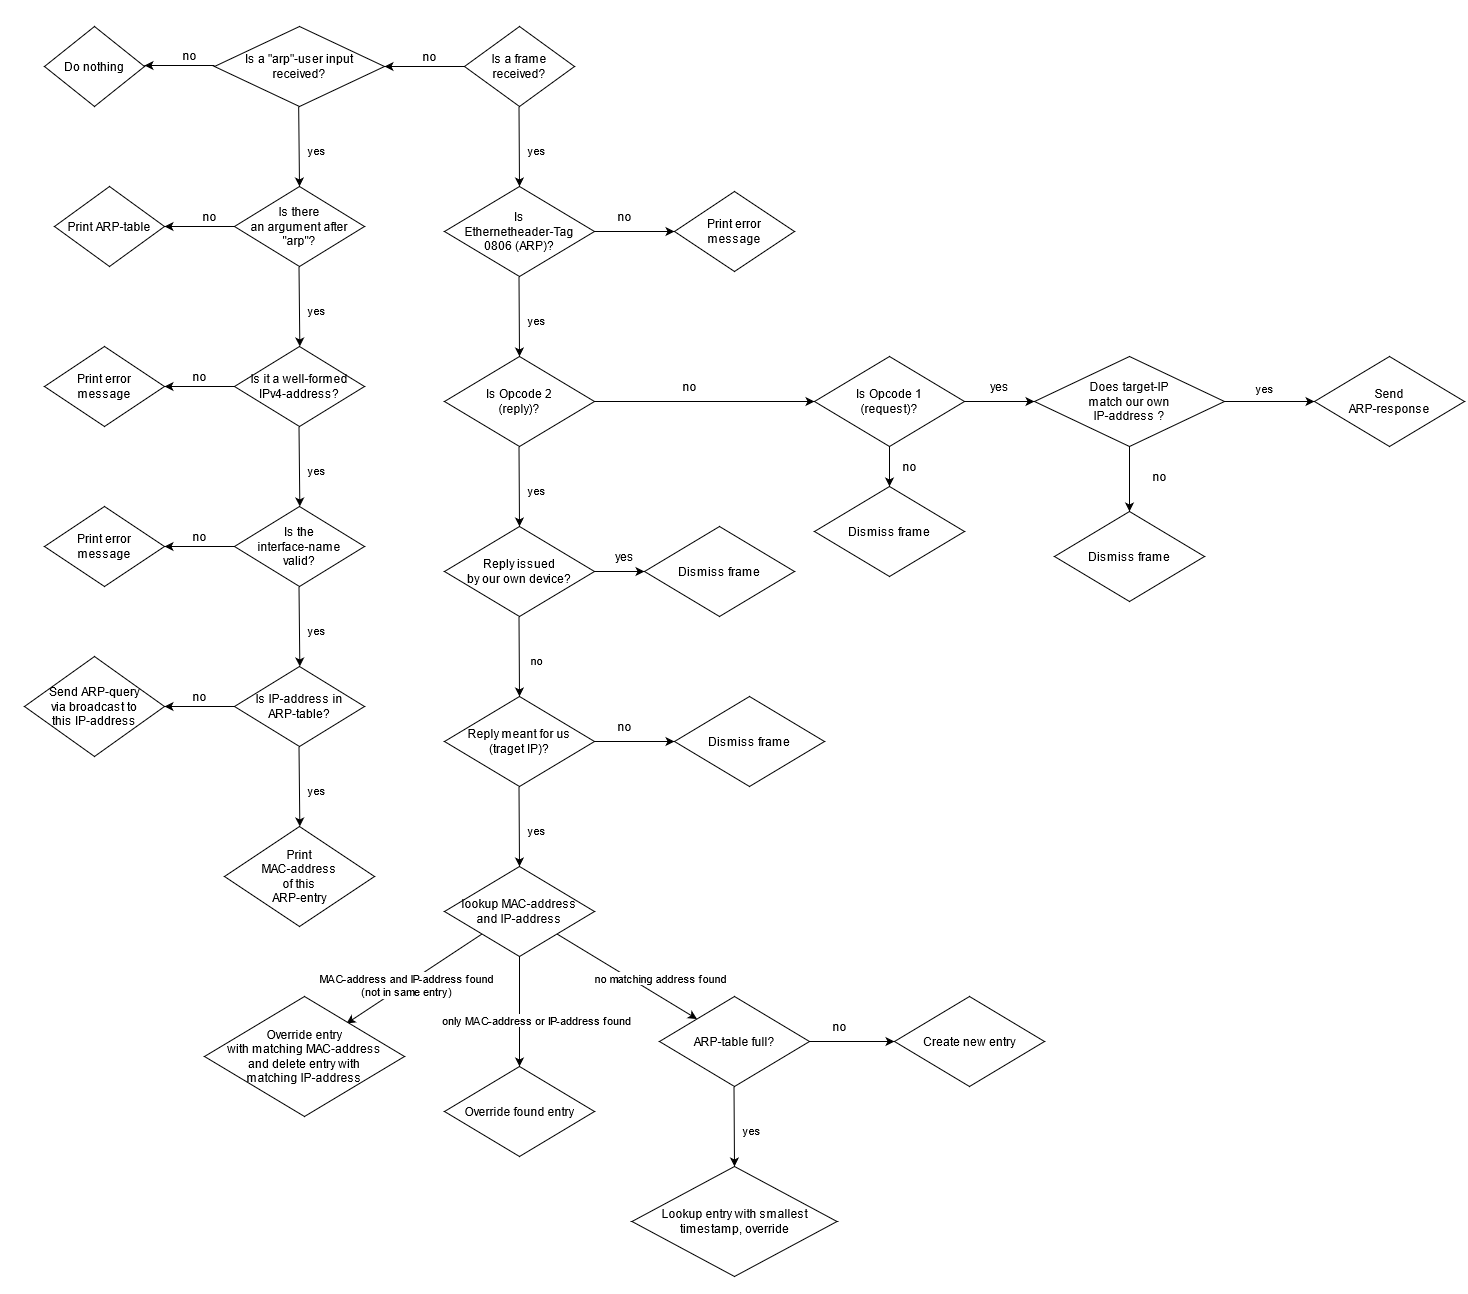 Do nothing
no
Is a "arp"-user input
received?
no
Is a frame
received?
yes
yes
Print ARP-table
no
Is there
an argument after
"arp"?
Is
Ethernetheader-Tag
0806 (ARP)?
no
Print error
message
yes
yes
Print error
message
no
Is it a well-formed
IPv4-address?
Is Opcode 2
(reply)?
no
Is Opcode 1
(request)?
yes
Does target-IP
match our own
IP-address ?
yes
Send
ARP-response
yes
yes
no
no
Dismiss frame
Dismiss frame
Print error
message
no
Is the
interface-name
valid?
Reply issued
by our own device?
yes
Dismiss frame
yes
no
Send ARP-query
via broadcast to
this IP-address
no
Is IP-address in
ARP-table?
Reply meant for us
(traget IP)?
no
Dismiss frame
yes
yes
Print
MAC-address
of this
ARP-entry
lookup MAC-address
and IP-address
MAC-address and IP-address found
(not in same entry)
only MAC-address or IP-address found
no matching address found
Override entry
with matching MAC-address
and delete entry with
matching IP-address
Override found entry
ARP-table full?
no
Create new entry
yes
Lookup entry with smallest
timestamp, override